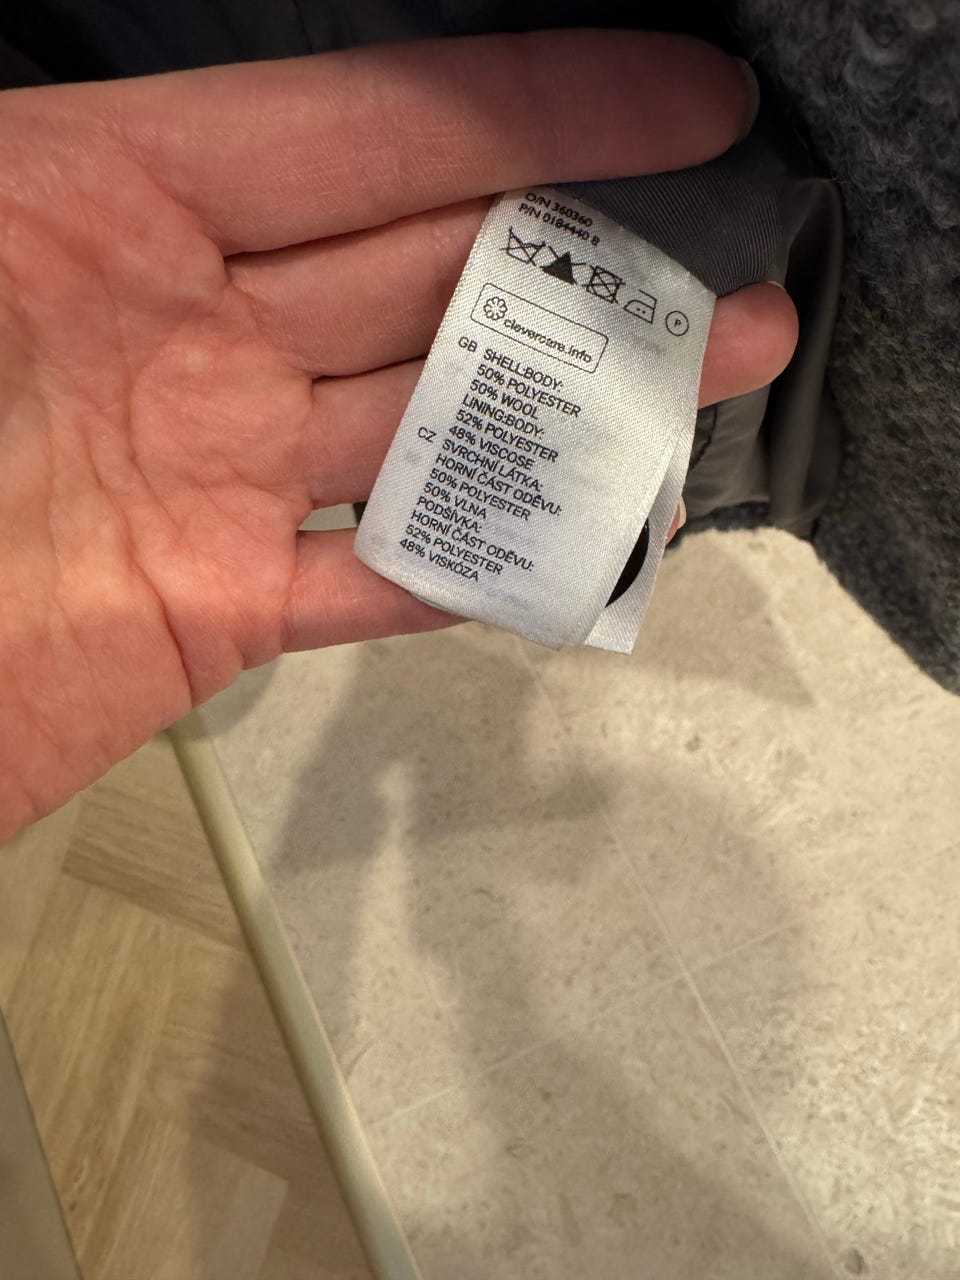 O/N 360360
P/N 0184440 8
P
clevercare.info
GB SHELL:BODY:
50% POLYESTER
50% WOOL
LINING:BODY:
52% POLYESTER
48% VISCOSE
CZ SVRCHNÍ LÁTKA,
HORNÍ ČÁST ODĚVU:
50% POLYESTER
50% VLNA
PODŠÍVKA:
HORNÍ ČÁST ODĚVU:
52% POLYESTER
48% VISKÓZA